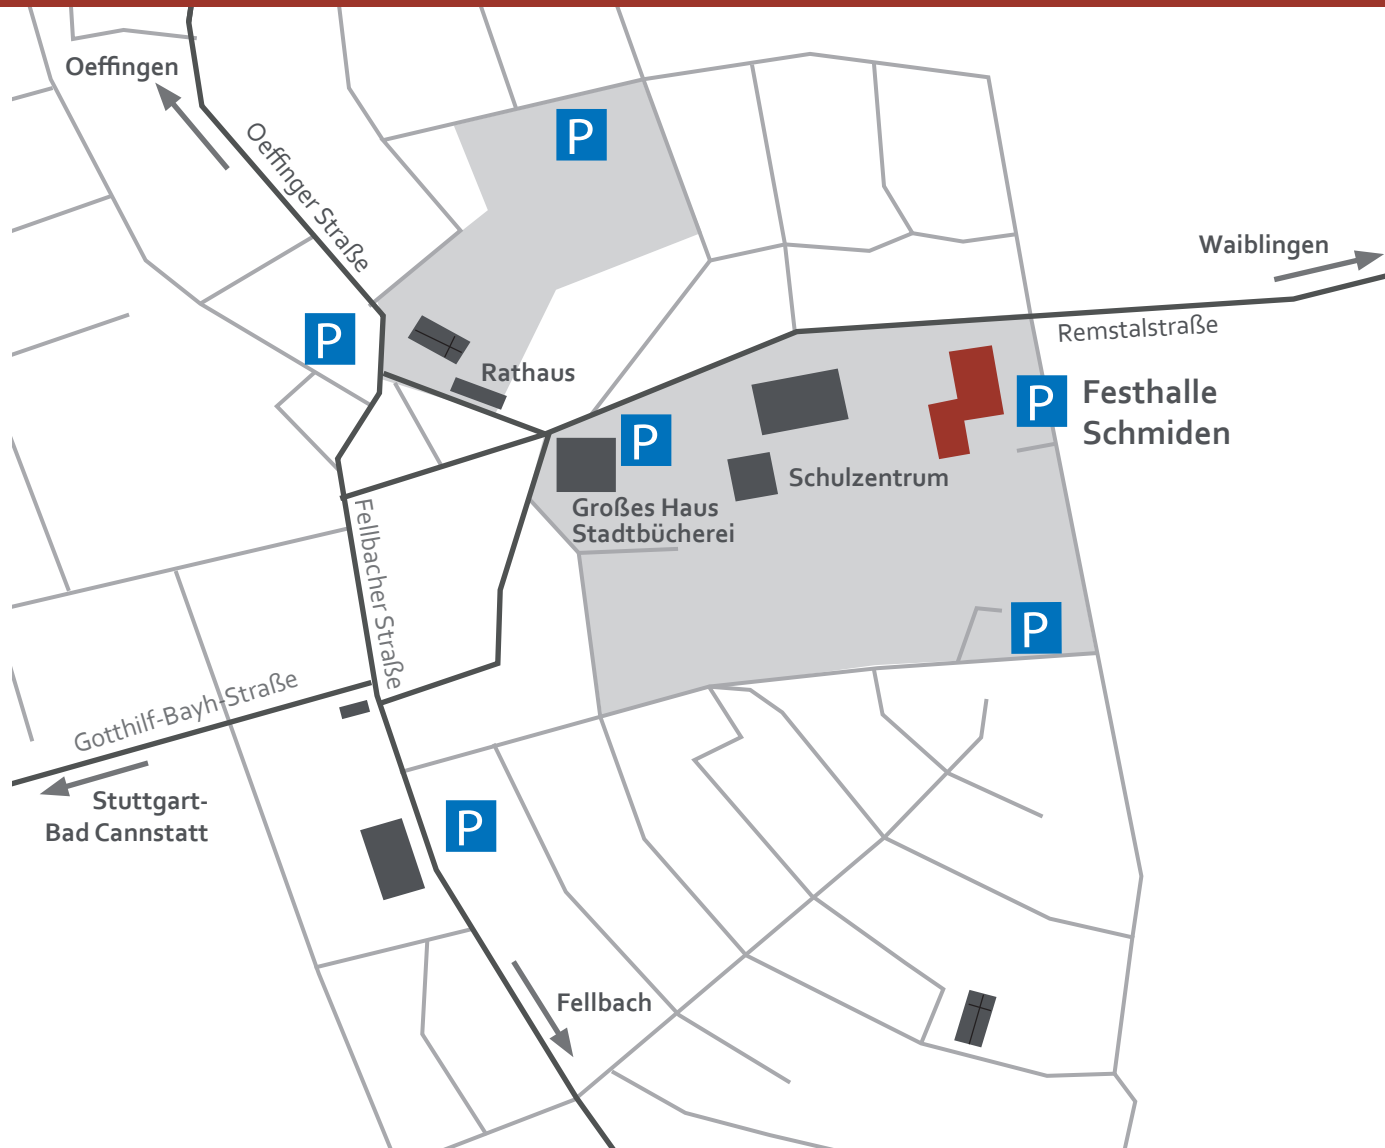 Oeffingen
P
Oeffinger Straße
Waiblingen
Remstalstraße
P
Rathaus
P
Festhalle
Schmiden
P
Schulzentrum
Großes Haus
Stadtbücherei
Fellbacher Straße
P
Gotthilf-Bayh-Straße
Stuttgart-
Bad Cannstatt
P
Fellbach